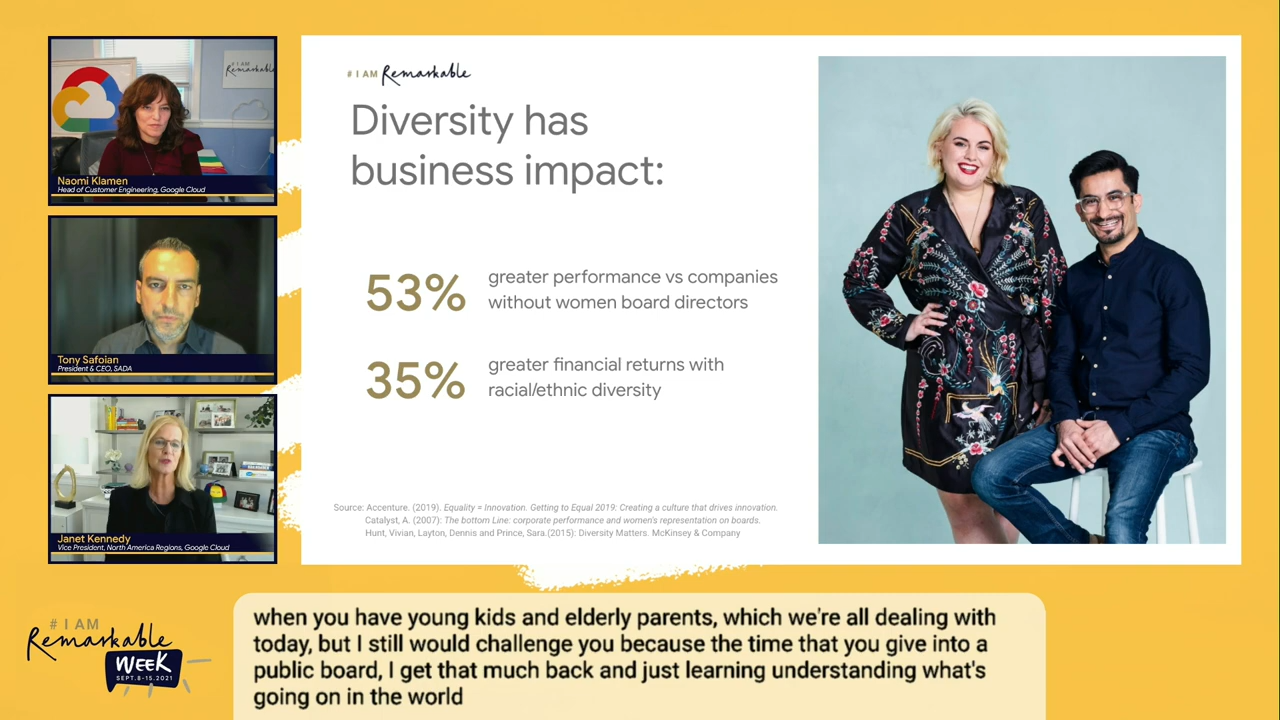 #IAM
Remarkable
Naomi Klamen
Head of Customer Engineering, Google Cloud
Tony Safoian
President & CEO, SADA
Janet Kennedy
Vice President, North America Regions, Google Cloud
#IAM Remarkable
Diversity has
business impact:
53%
greater performance vs companies
without women board directors
35%
greater financial returns with
racial/ethnic diversity
Source: Accenture. (2019). Equality = Innovation. Getting to Equal 2019: Creating a culture that drives innovation.
Catalyst, A. (2007): The bottom Line: corporate performance and women's representation on boards.
Hunt, Vivian, Layton, Dennis and Prince, Sara.(2015): Diversity Matters. McKinsey & Company
#IAM
Remarkable
WEEK
SEPT.8-15.2021
when you have young kids and elderly parents, which we're all dealing with
today, but I still would challenge you because the time that you give into a
public board, I get that much back and just learning understanding what's
going on in the world